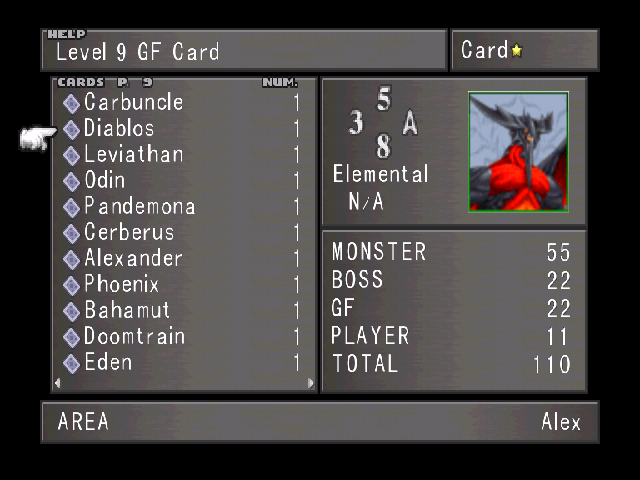 HELP
Level 9 GF Card
Card
CARDS P. 9 NUM.
Carbuncle 1
Diablos 1
Leviathan 1
Odin 1
Pandemona 1
Cerberus 1
Alexander 1
Phoenix 1
Bahamut 1
Doomtrain 1
Eden 1
5
3 A
8
Elemental
N/A
MONSTER 55
BOSS 22
GF 22
PLAYER 11
TOTAL 110
AREA Alex